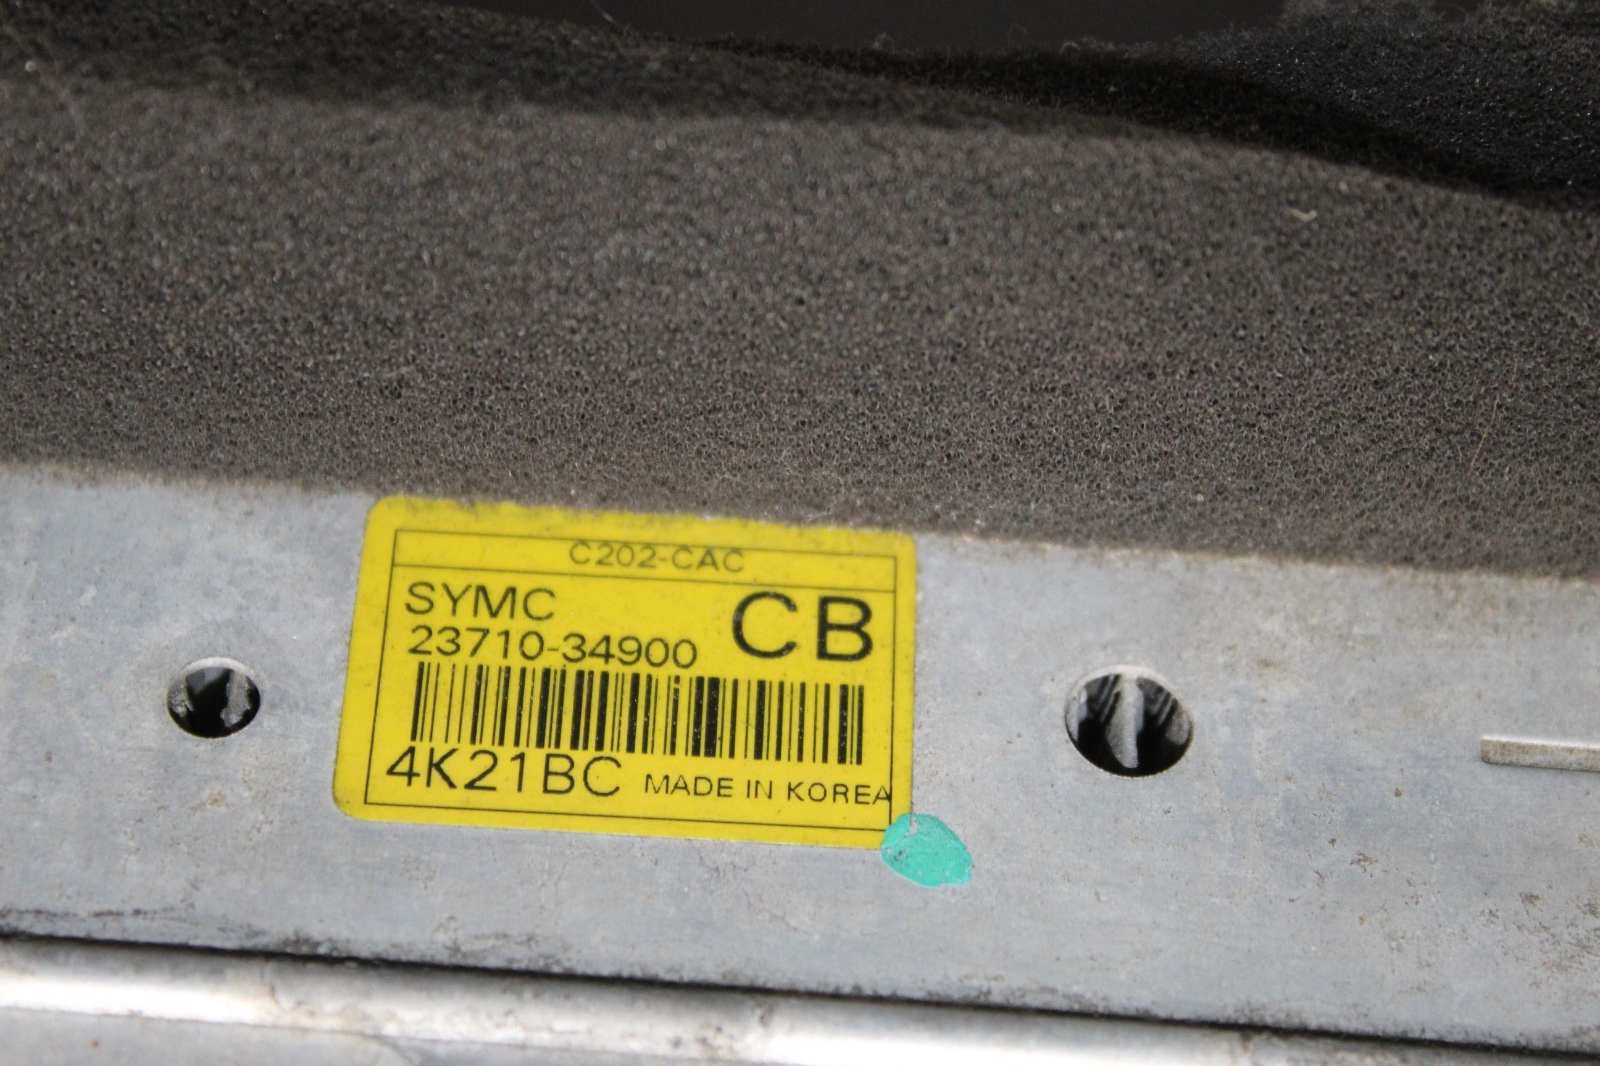 C202-CAC
SYMC
CB
23710-34900
4K21BC MADE IN KOREA